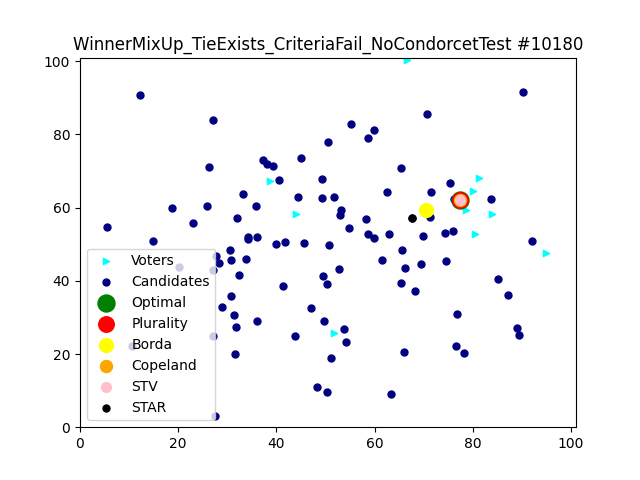 WinnerMixUp_TieExists_CriteriaFail_NoCondorcetTest #10180
100
80
60
40
20
0
Voters
Candidates
Optimal
Plurality
Borda
Copeland
STV
STAR
0 20 40 60 80 100